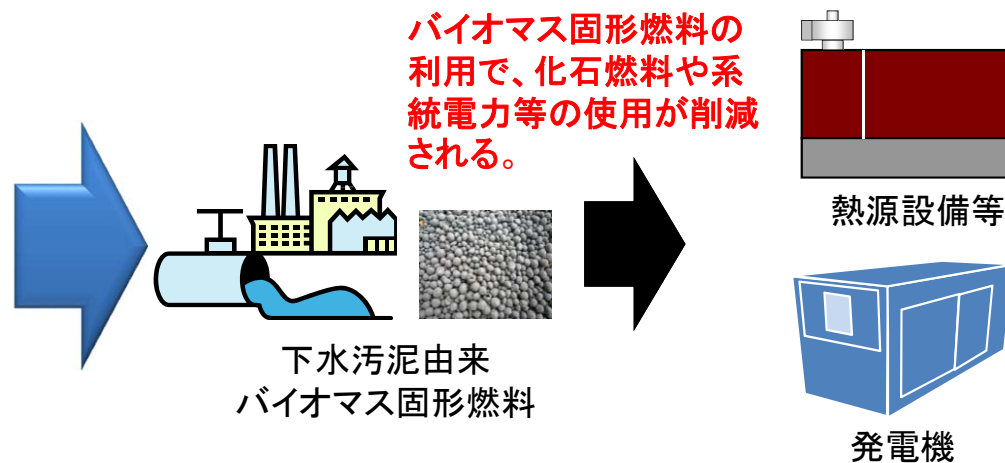 バイオマス固形燃料の
利用で、化石燃料や系
統電力等の使用が削減
される。
熱源設備等
下水汚泥由来
バイオマス固形燃料
発電機